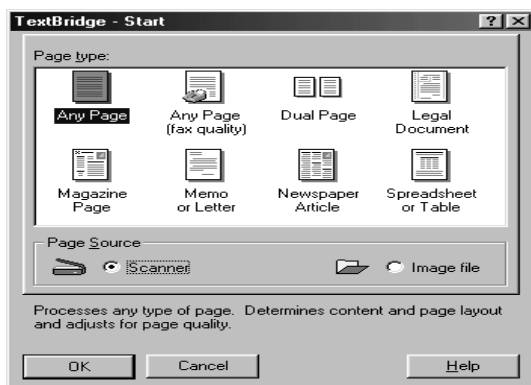 TextBridge - Start
Page type:
Any Page
Any Page
(fax quality)
Dual Page
Legal
Document
Magazine
Page
Memo
or Letter
Newspaper
Article
Spreadsheet
or Table
Page Source
Scanner
Image file
Processes any type of page. Determines content and page layout
and adjusts for page quality.
OK
Cancel
Help